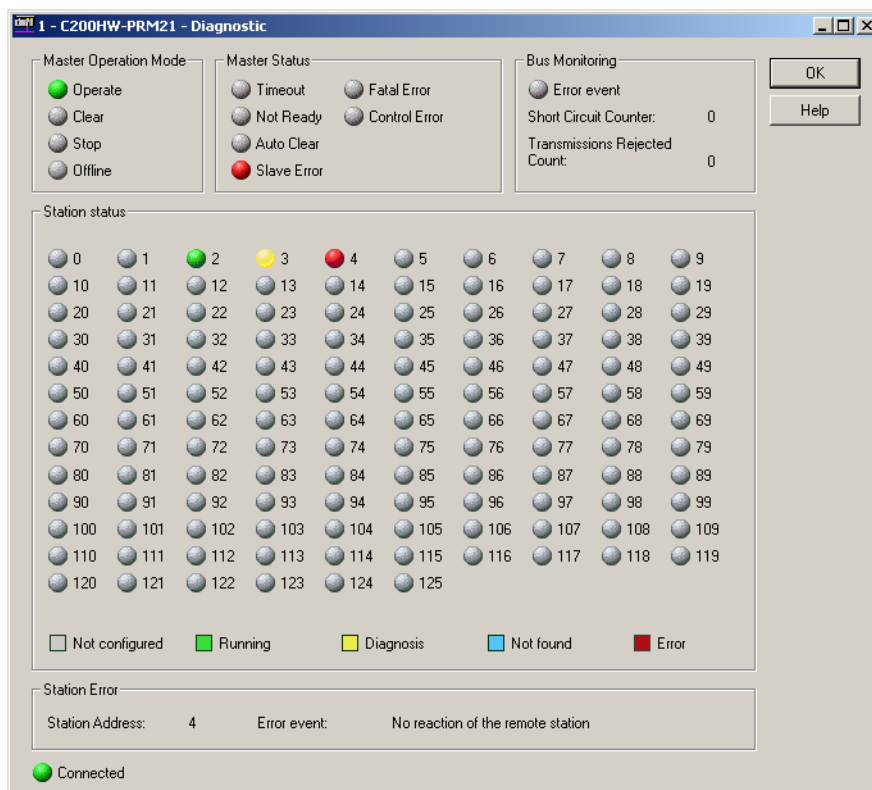 1 - C200HW-PRM21 - Diagnostic
Master Operation Mode
Operate
Clear
Stop
Offline
Master Status
Timeout
Fatal Error
Not Ready
Control Error
Auto Clear
Slave Error
Bus Monitoring
Error event
Short Circuit Counter: 0
Transmissions Rejected
Count: 0
OK
Help
Station status
0 1 2 3 4 5 6 7 8 9
10 11 12 13 14 15 16 17 18 19
20 21 22 23 24 25 26 27 28 29
30 31 32 33 34 35 36 37 38 39
40 41 42 43 44 45 46 47 48 49
50 51 52 53 54 55 56 57 58 59
60 61 62 63 64 65 66 67 68 69
70 71 72 73 74 75 76 77 78 79
80 81 82 83 84 85 86 87 88 89
90 91 92 93 94 95 96 97 98 99
100 101 102 103 104 105 106 107 108 109
110 111 112 113 114 115 116 117 118 119
120 121 122 123 124 125
Not configured Running Diagnosis Not found Error
Station Error
Station Address: 4 Error event: No reaction of the remote station
Connected